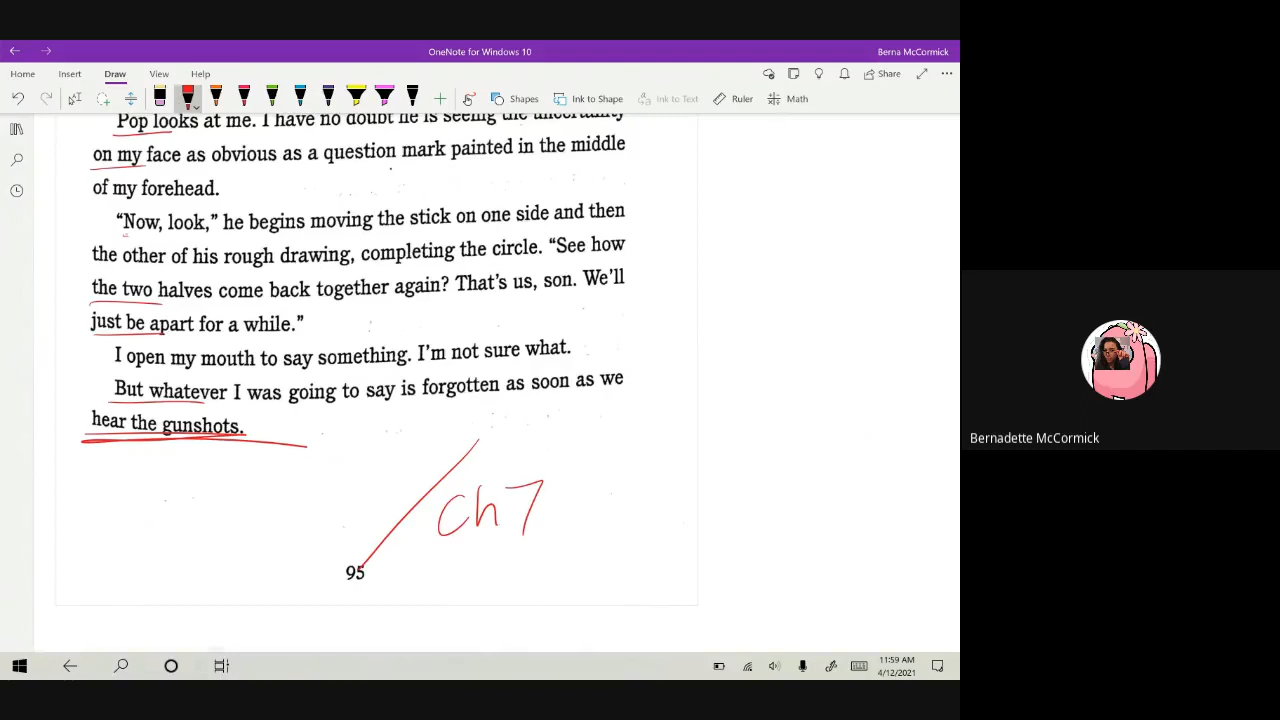 OneNote for Windows 10
Berna McCormick
Home Insert Draw View Help
Share
Shapes
Ink to Shape
Ink to Text
Ruler
Math
Pop looks at me. I have no doubt he is seeing the uncertainty
on my face as obvious as a question mark painted in the middle
of my forehead.
“Now, look,” he begins moving the stick on one side and then
the other of his rough drawing, completing the circle. “See how
the two halves come back together again? That’s us, son. We’ll
just be apart for a while.”
I open my mouth to say something. I’m not sure what.
But whatever I was going to say is forgotten as soon as we
hear the gunshots.
Ch 7
95
Bernadette McCormick
11:59 AM
4/12/2021